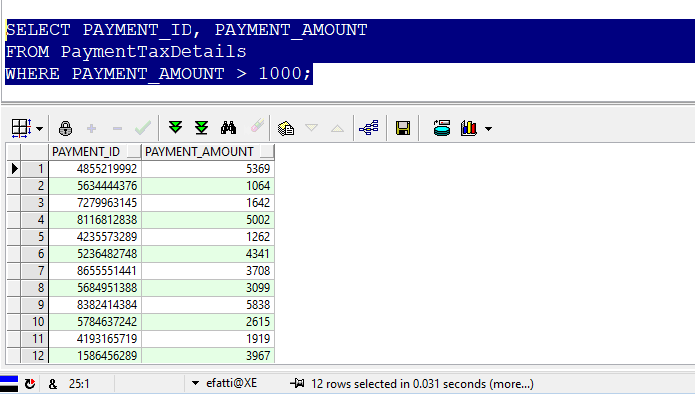 SELECT PAYMENT_ID, PAYMENT_AMOUNT
FROM PaymentTaxDetails
WHERE PAYMENT_AMOUNT > 1000;
PAYMENT_ID PAYMENT_AMOUNT
1 4855219992 5369
2 5634444376 1064
3 7279963145 1642
4 8116812838 5002
5 4235573289 1262
6 5236482748 4341
7 8655551441 3708
8 5684951388 3099
9 8382414384 5838
10 5784637242 2615
11 4193165719 1919
12 1586456289 3967
& 25:1 efatti@XE 12 rows selected in 0.031 seconds (more...)